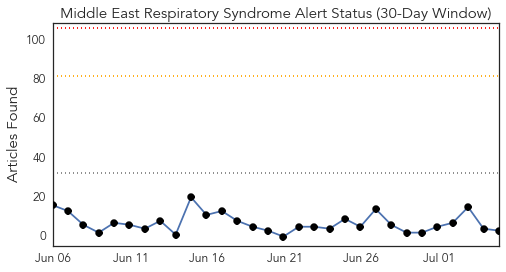 Middle East Respiratory Syndrome Alert Status (30-Day Window)
Articles Found
100
80
60
40
20
0
Jun 06 Jun 11 Jun 16 Jun 21 Jun 26 Jul 01